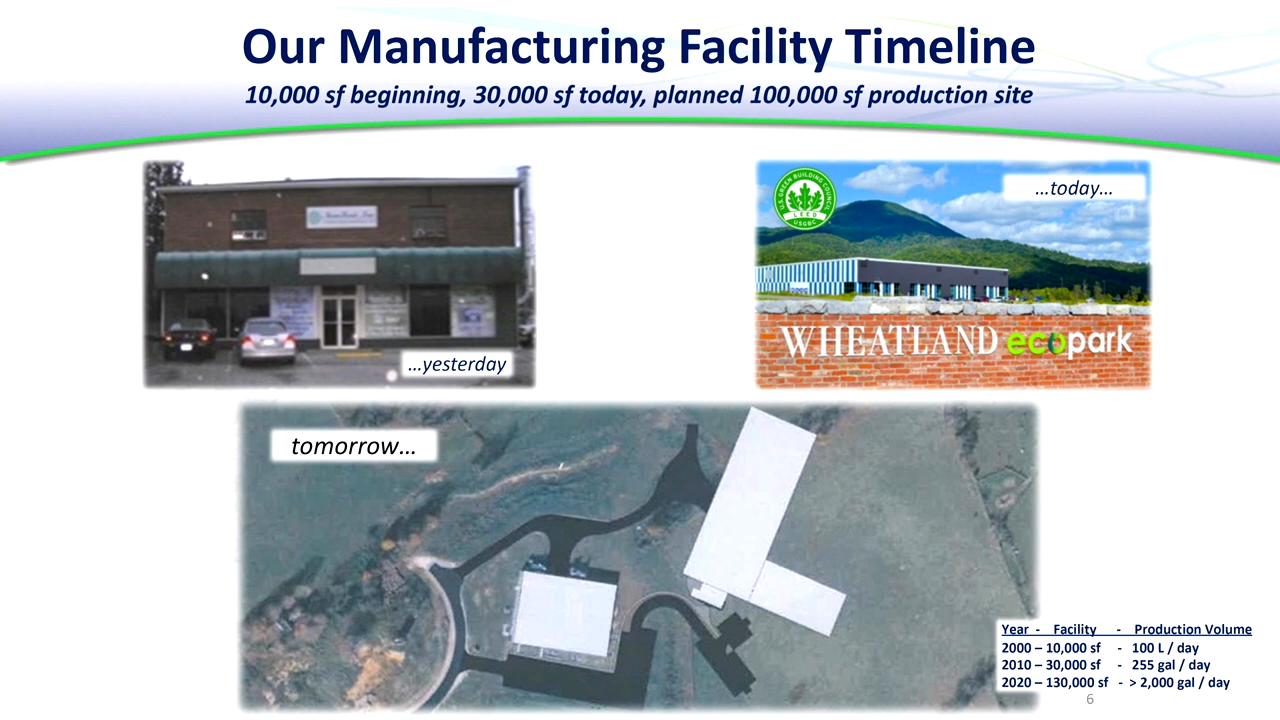 Our Manufacturing Facility Timeline
10,000 sf beginning, 30,000 sf today, planned 100,000 sf production site
…yesterday
U.S. GREEN BUILDING COUNCIL
LEED
USGBC
…today…
WHEATLAND ecopark
tomorrow…
Year - Facility - Production Volume
2000 – 10,000 sf - 100 L / day
2010 – 30,000 sf - 255 gal / day
2020 – 130,000 sf - > 2,000 gal / day
6